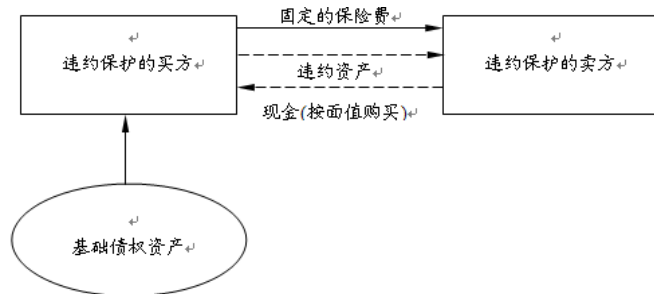 固定的保险费
违约保护的买方
违约保护的卖方
违约资产
现金(按面值购买)
基础债权资产